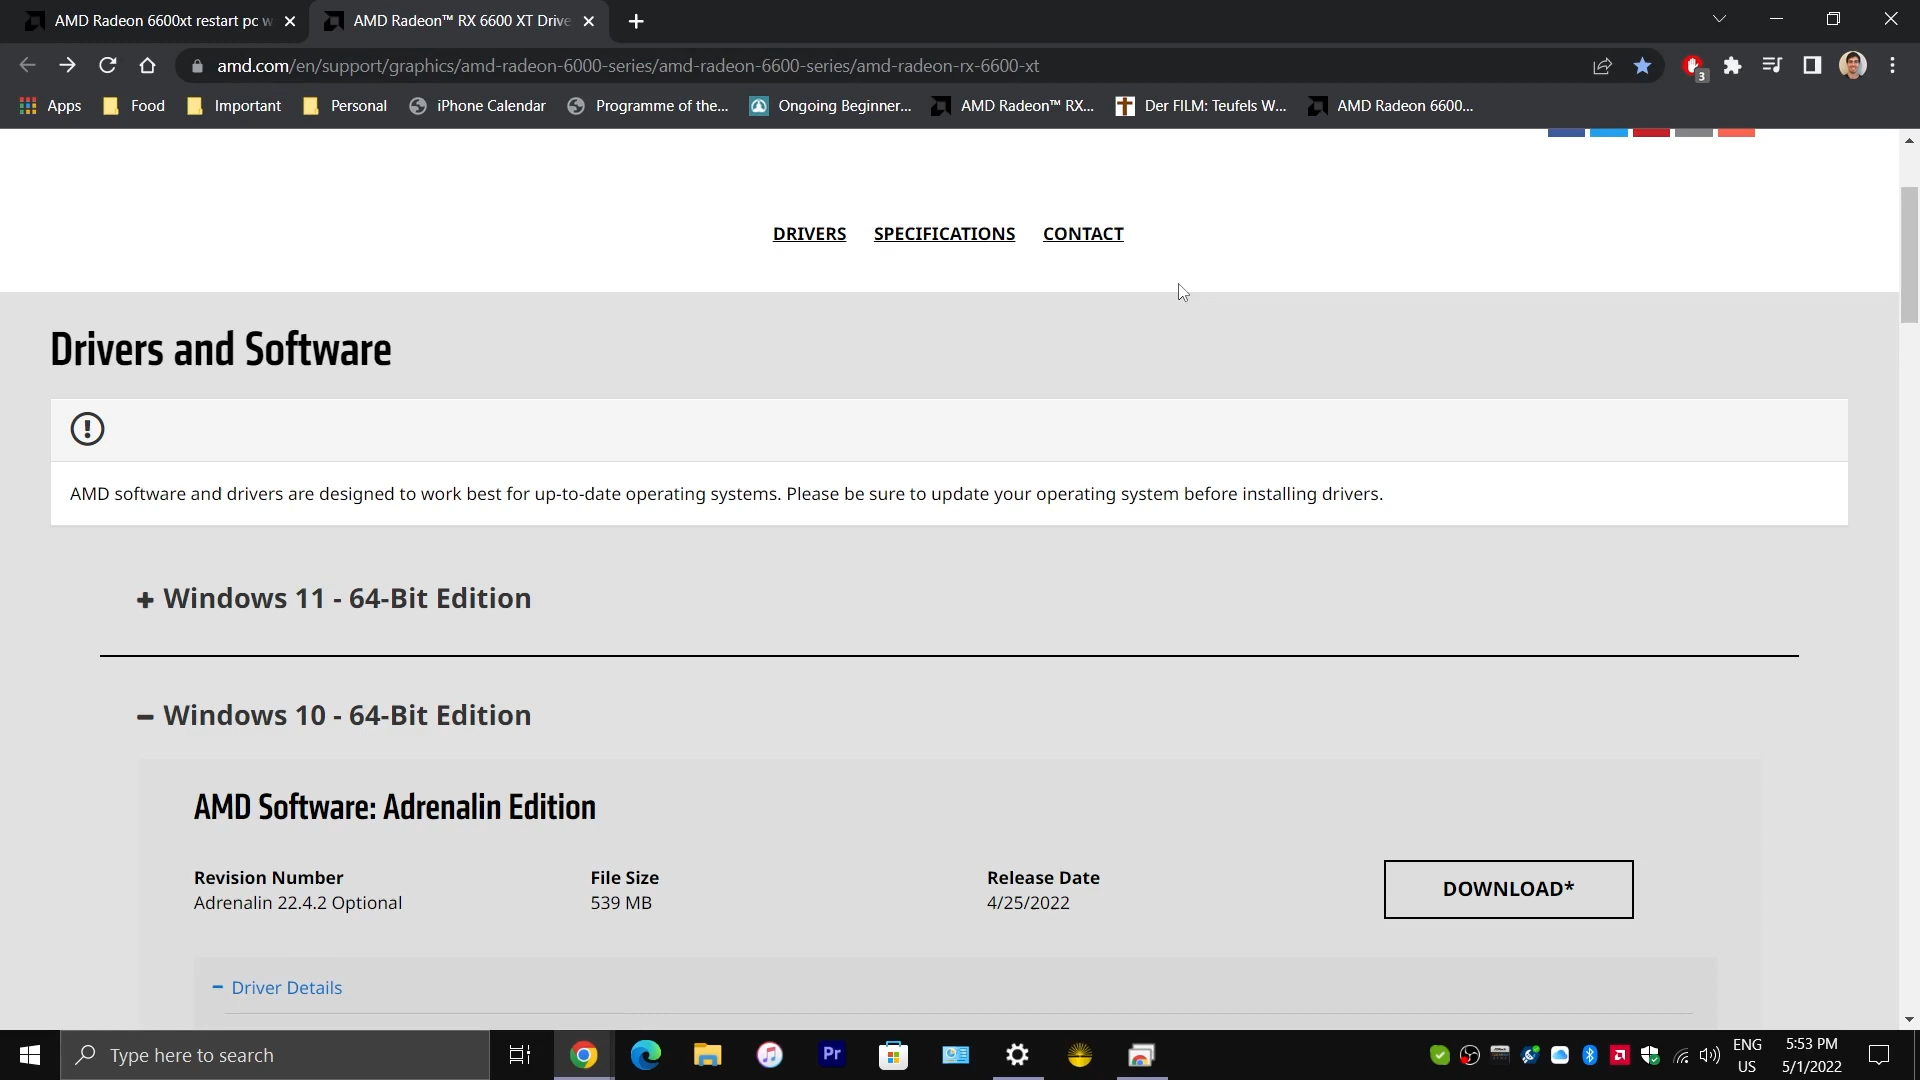 AMD Radeon 6600xt restart pc w
AMD Radeon™ RX 6600 XT Drive
amd.com/en/support/graphics/amd-radeon-6000-series/amd-radeon-6600-series/amd-radeon-rx-6600-xt
3
Apps Food Important Personal iPhone Calendar Programme of the... Ongoing Beginner... AMD Radeon™ RX... Der FILM: Teufels W... AMD Radeon 6600...
DRIVERS SPECIFICATIONS CONTACT
Drivers and Software
AMD software and drivers are designed to work best for up-to-date operating systems. Please be sure to update your operating system before installing drivers.
+ Windows 11 - 64-Bit Edition
− Windows 10 - 64-Bit Edition
AMD Software: Adrenalin Edition
Revision Number File Size Release Date
Adrenalin 22.4.2 Optional 539 MB 4/25/2022
DOWNLOAD*
− Driver Details
Type here to search
Pr
ENG
US
5:53 PM
5/1/2022